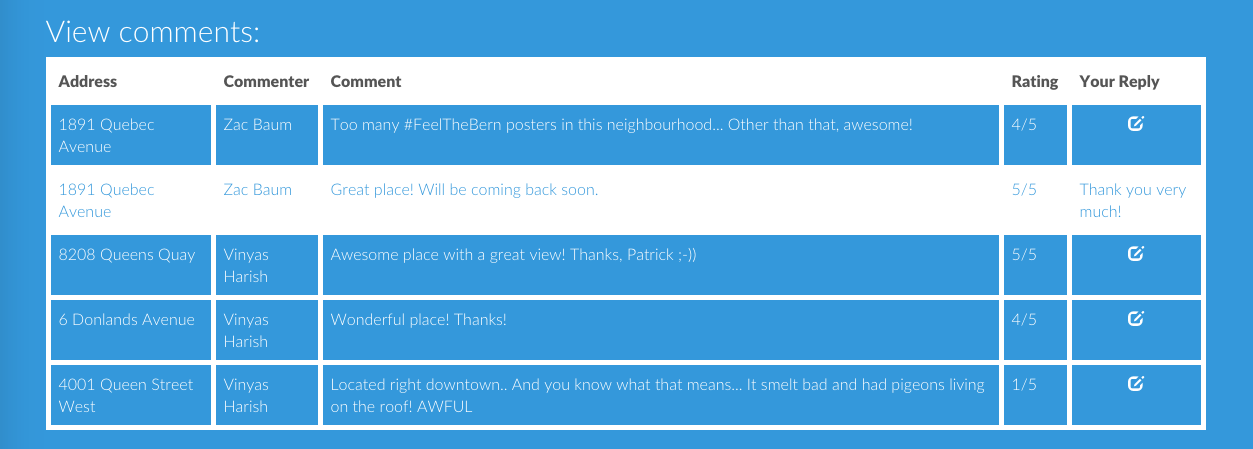 View comments:
Address Commenter Comment Rating Your Reply
1891 Quebec Avenue Zac Baum Too many #FeelTheBern posters in this neighbourhood... Other than that, awesome! 4/5
1891 Quebec Avenue Zac Baum Great place! Will be coming back soon. 5/5 Thank you very much!
8208 Queens Quay Vinyas Harish Awesome place with a great view! Thanks, Patrick ;-)) 5/5
6 Donlands Avenue Vinyas Harish Wonderful place! Thanks! 4/5
4001 Queen Street West Vinyas Harish Located right downtown.. And you know what that means... It smelt bad and had pigeons living on the roof! AWFUL 1/5